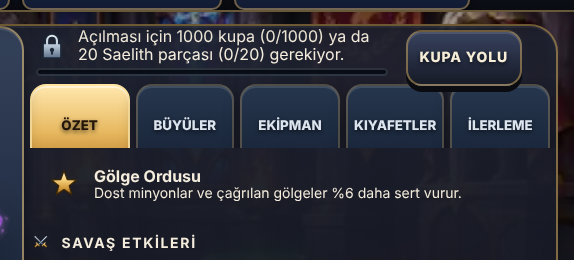 Açılması için 1000 kupa (0/1000) ya da
20 Saelith parçası (0/20) gerekiyor.
KUPA YOLU
ÖZET
BÜYÜLER
EKİPMAN
KIYAFETLER
İLERLEME
Gölge Ordusu
Dost minyonlar ve çağrılan gölgeler %6 daha sert vurur.
SAVAŞ ETKİLERİ